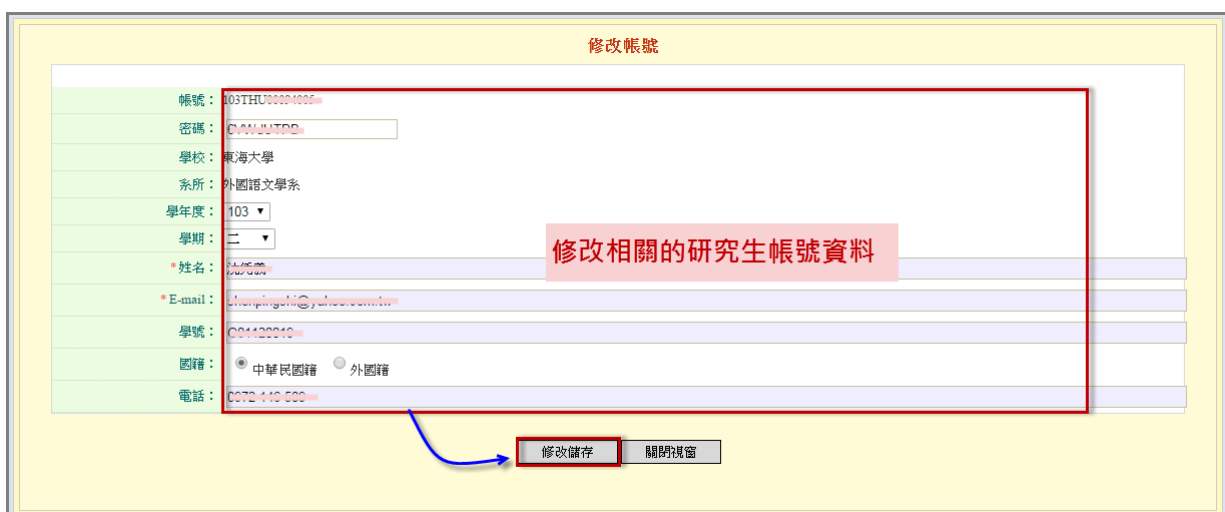 修改帳號
帳號： 103THU
密碼：
學校： 東海大學
系所： 外國語文學系
學年度： 103 ▼
學期： 二 ▼
修改相關的研究生帳號資料
*姓名：
*E-mail：
學號：
國籍： 中華民國籍 外國籍
電話：
修改儲存 關閉視窗